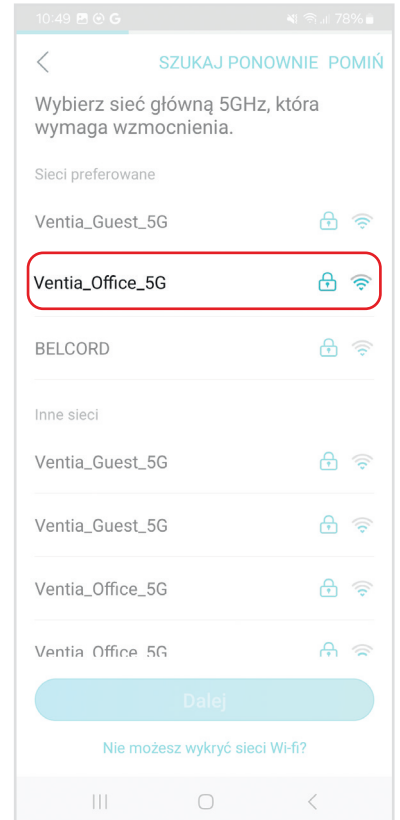 10:49 G 78%
SZUKAJ PONOWNIE POMIŃ
Wybierz sieć główną 5GHz, która
wymaga wzmocnienia.
Sieci preferowane
Ventia_Guest_5G
Ventia_Office_5G
BELCORD
Inne sieci
Ventia_Guest_5G
Ventia_Guest_5G
Ventia_Office_5G
Ventia_Office_5G
Dalej
Nie możesz wykryć sieci Wi-fi?